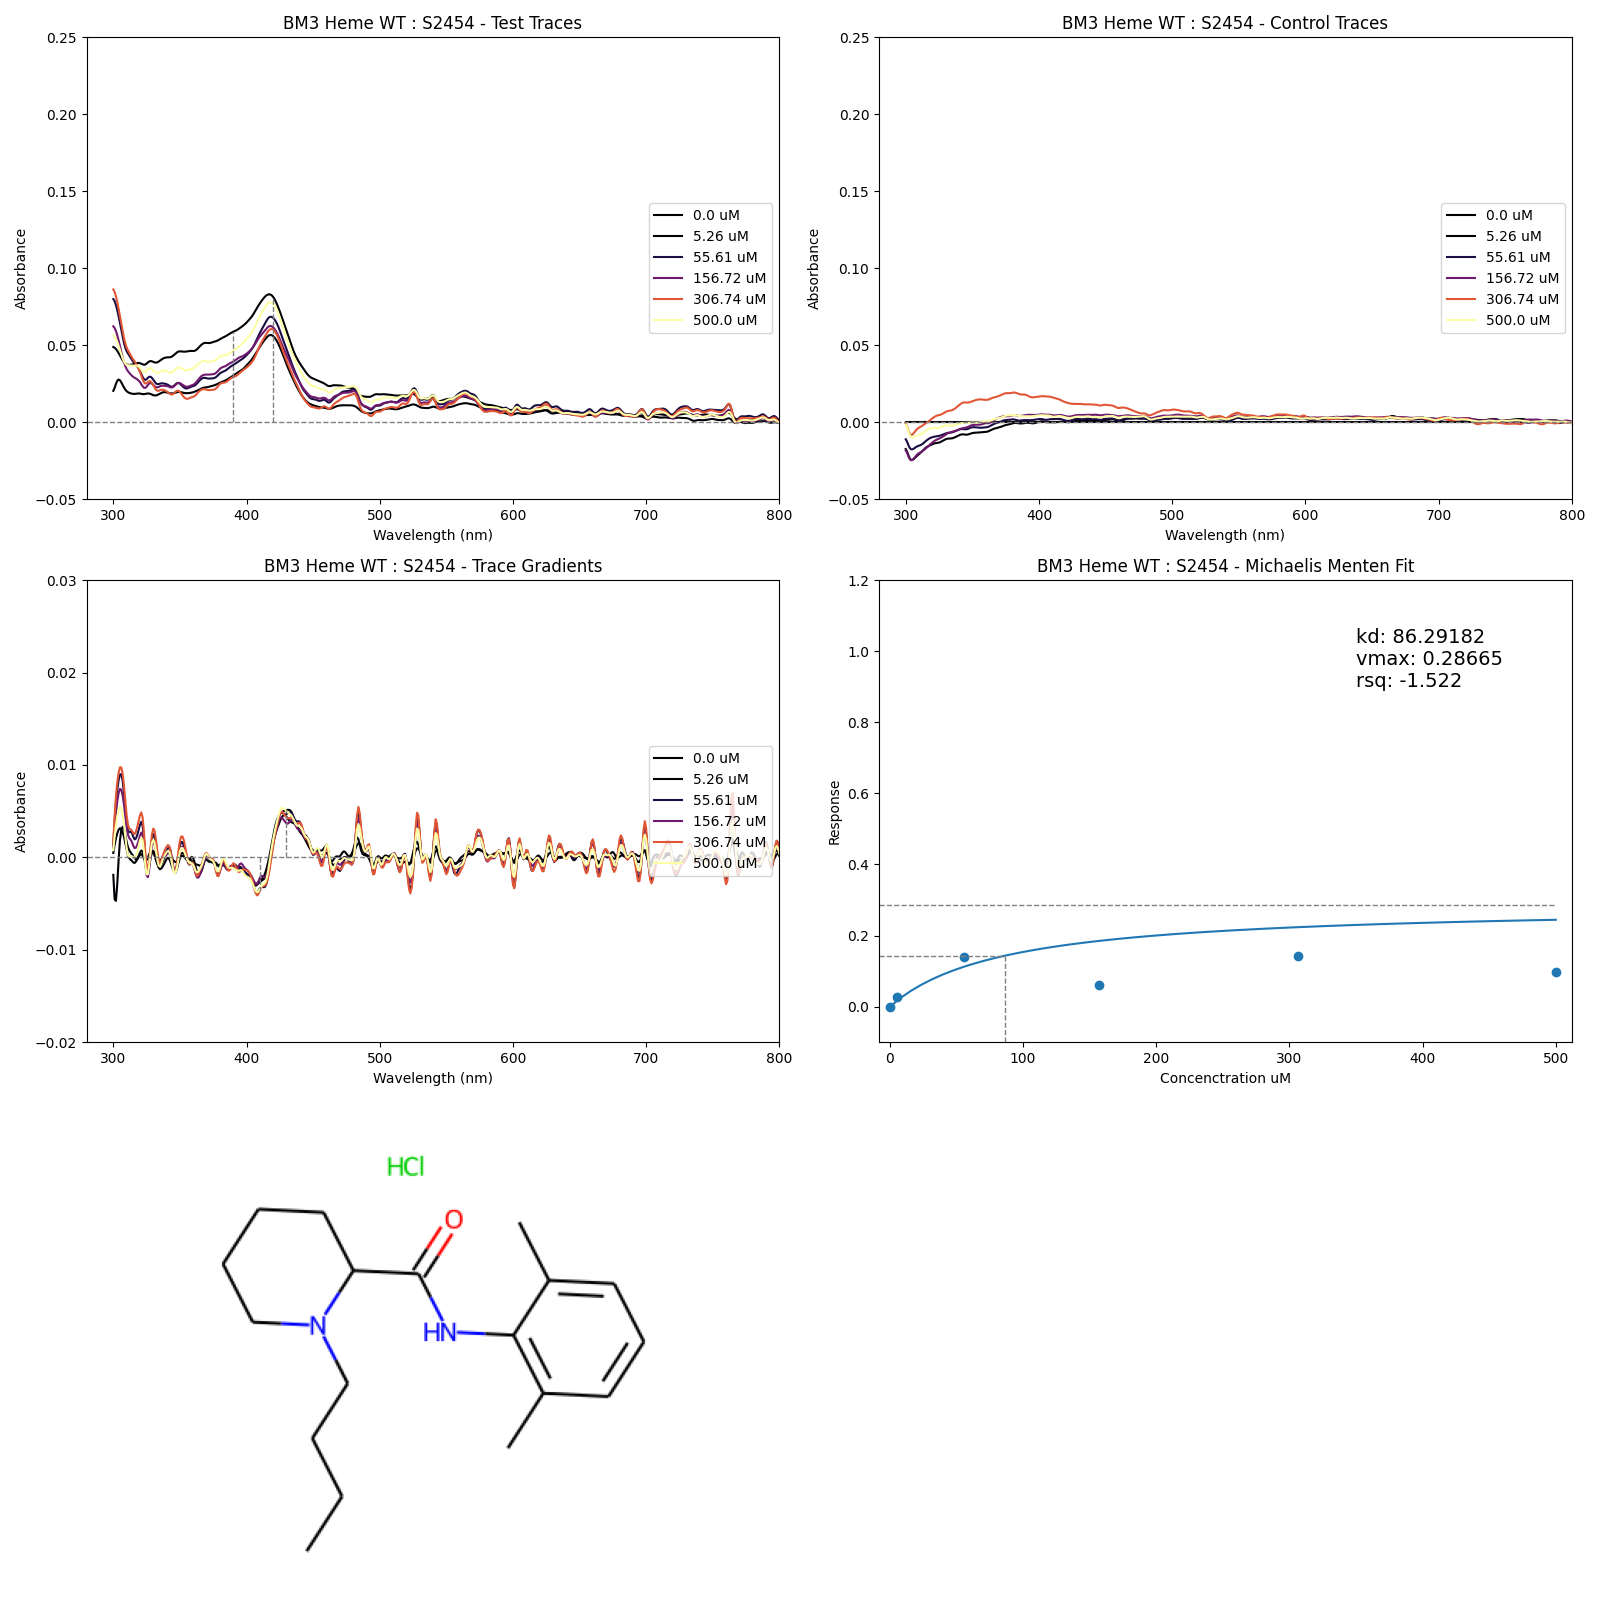 BM3 Heme WT : S2454 - Test Traces
0.25
0.20
0.15
0.10
0.05
0.00
−0.05
Absorbance
300 400 500 600 700 800
Wavelength (nm)
0.0 uM
5.26 uM
55.61 uM
156.72 uM
306.74 uM
500.0 uM
BM3 Heme WT : S2454 - Control Traces
0.25
0.20
0.15
0.10
0.05
0.00
−0.05
Absorbance
300 400 500 600 700 800
Wavelength (nm)
0.0 uM
5.26 uM
55.61 uM
156.72 uM
306.74 uM
500.0 uM
BM3 Heme WT : S2454 - Trace Gradients
0.03
0.02
0.01
0.00
−0.01
−0.02
Absorbance
300 400 500 600 700 800
Wavelength (nm)
0.0 uM
5.26 uM
55.61 uM
156.72 uM
306.74 uM
500.0 uM
BM3 Heme WT : S2454 - Michaelis Menten Fit
1.2
1.0
0.8
0.6
0.4
0.2
0.0
Response
0 100 200 300 400 500
Concenctration uM
kd: 86.29182
vmax: 0.28665
rsq: -1.522
HCl
O
N
HN